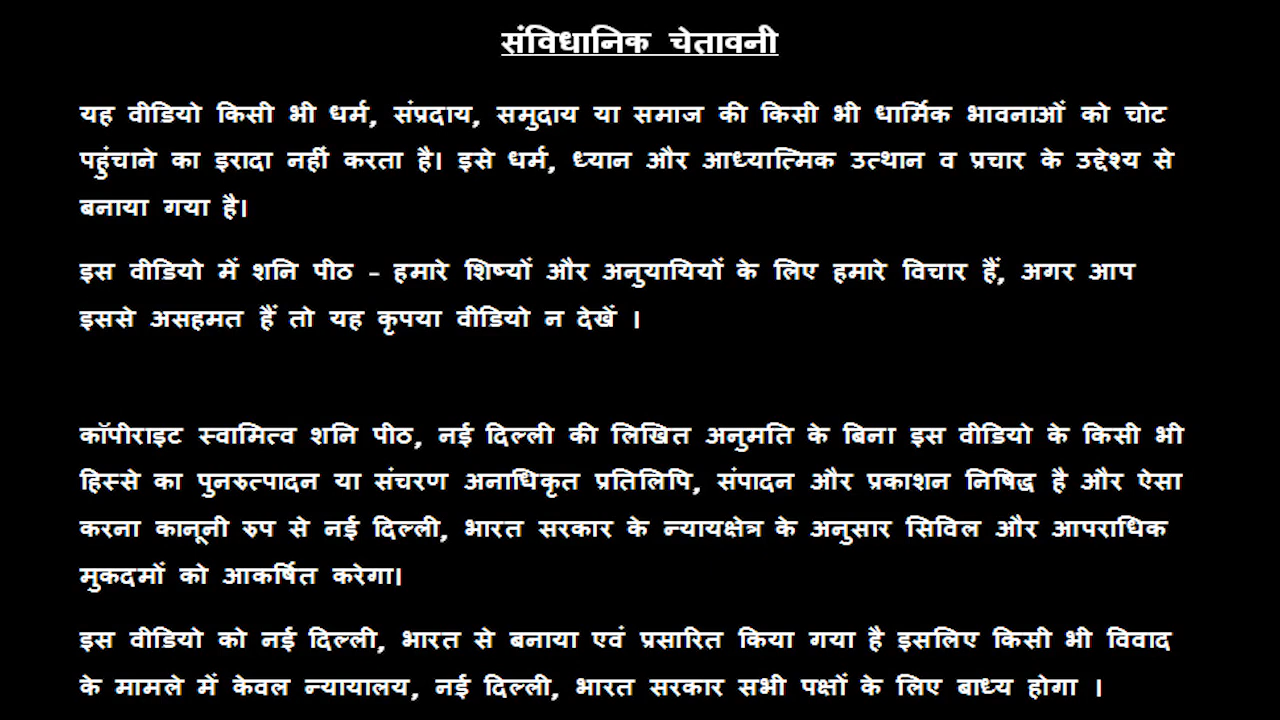 संविधानिक चेतावनी
यह वीडियो किसी भी धर्म, संप्रदाय, समुदाय या समाज की किसी भी धार्मिक भावनाओं को चोट
पहुंचाने का इरादा नहीं करता है। इसे धर्म, ध्यान और आध्यात्मिक उत्थान व प्रचार के उद्देश्य से
बनाया गया है।
इस वीडियो में शनि पीठ – हमारे शिष्यों और अनुयायियों के लिए हमारे विचार हैं, अगर आप
इससे असहमत हैं तो यह कृपया वीडियो न देखें ।
कॉपीराइट स्वामित्व शनि पीठ, नई दिल्ली की लिखित अनुमति के बिना इस वीडियो के किसी भी
हिस्से का पुनरुत्पादन या संचरण अनाधिकृत प्रतिलिपि, संपादन और प्रकाशन निषिद्ध है और ऐसा
करना कानूनी रुप से नई दिल्ली, भारत सरकार के न्यायक्षेत्र के अनुसार सिविल और आपराधिक
मुकदमों को आकर्षित करेगा।
इस वीडियो को नई दिल्ली, भारत से बनाया एवं प्रसारित किया गया है इसलिए किसी भी विवाद
के मामले में केवल न्यायालय, नई दिल्ली, भारत सरकार सभी पक्षों के लिए बाध्य होगा ।